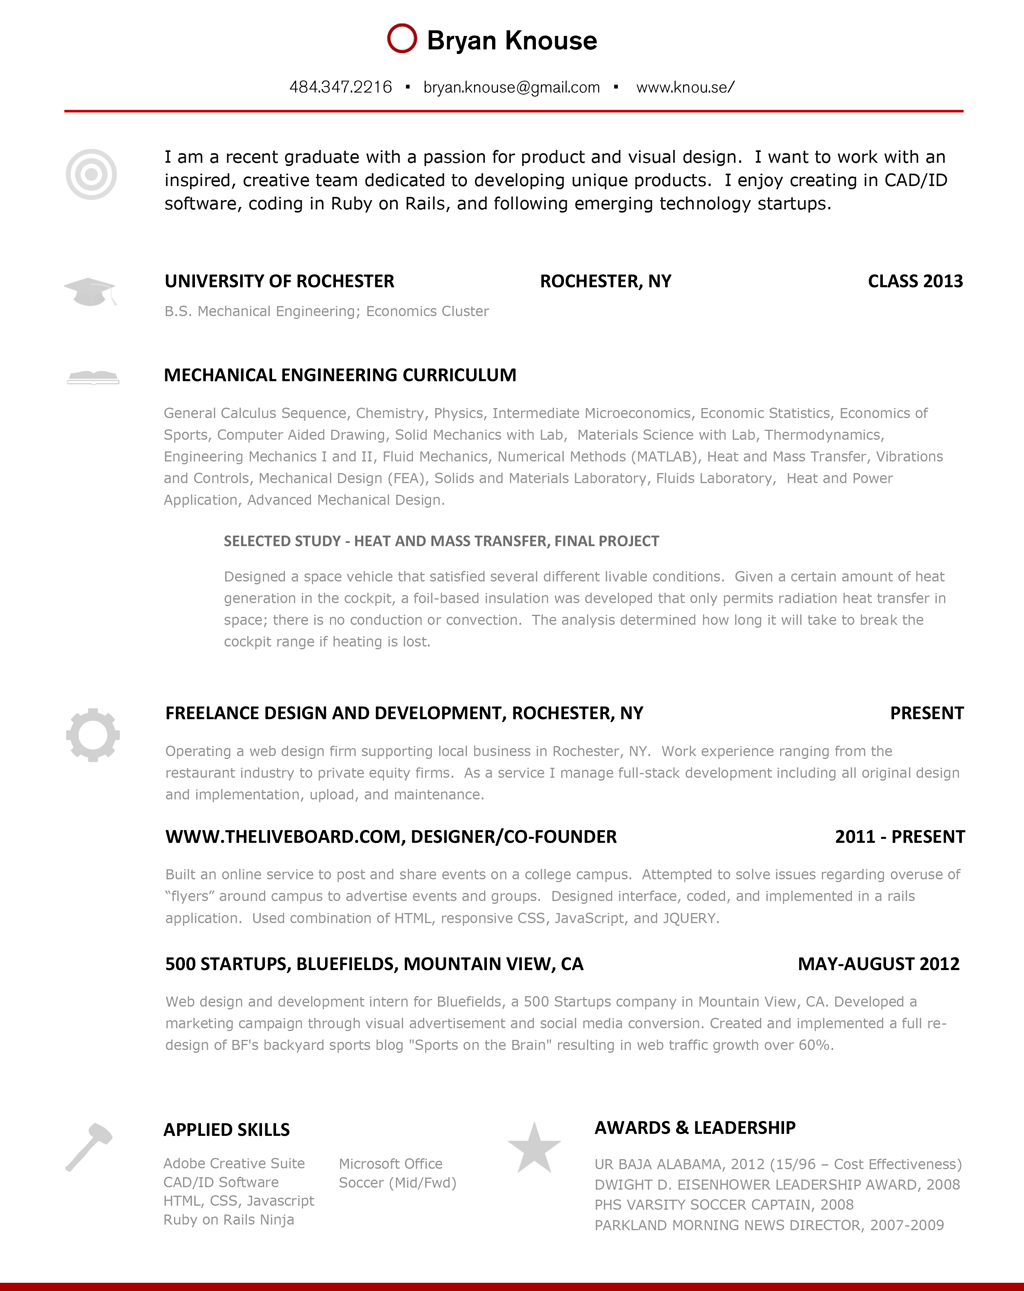 Bryan Knouse
484.347.2216 ▪ bryan.knouse@gmail.com ▪ www.knou.se/
I am a recent graduate with a passion for product and visual design.  I want to work with an
inspired, creative team dedicated to developing unique products.  I enjoy creating in CAD/ID
software, coding in Ruby on Rails, and following emerging technology startups.
UNIVERSITY OF ROCHESTER ROCHESTER, NY CLASS 2013
B.S. Mechanical Engineering; Economics Cluster
MECHANICAL ENGINEERING CURRICULUM
General Calculus Sequence, Chemistry, Physics, Intermediate Microeconomics, Economic Statistics, Economics of
Sports, Computer Aided Drawing, Solid Mechanics with Lab,  Materials Science with Lab, Thermodynamics,
Engineering Mechanics I and II, Fluid Mechanics, Numerical Methods (MATLAB), Heat and Mass Transfer, Vibrations
and Controls, Mechanical Design (FEA), Solids and Materials Laboratory, Fluids Laboratory,  Heat and Power
Application, Advanced Mechanical Design.
SELECTED STUDY - HEAT AND MASS TRANSFER, FINAL PROJECT
Designed a space vehicle that satisfied several different livable conditions.  Given a certain amount of heat
generation in the cockpit, a foil-based insulation was developed that only permits radiation heat transfer in
space; there is no conduction or convection.  The analysis determined how long it will take to break the
cockpit range if heating is lost.
FREELANCE DESIGN AND DEVELOPMENT, ROCHESTER, NY PRESENT
Operating a web design firm supporting local business in Rochester, NY.  Work experience ranging from the
restaurant industry to private equity firms.  As a service I manage full-stack development including all original design
and implementation, upload, and maintenance.
WWW.THELIVEBOARD.COM, DESIGNER/CO-FOUNDER 2011 - PRESENT
Built an online service to post and share events on a college campus.  Attempted to solve issues regarding overuse of
“flyers” around campus to advertise events and groups.  Designed interface, coded, and implemented in a rails
application.  Used combination of HTML, responsive CSS, JavaScript, and JQUERY.
500 STARTUPS, BLUEFIELDS, MOUNTAIN VIEW, CA MAY-AUGUST 2012
Web design and development intern for Bluefields, a 500 Startups company in Mountain View, CA. Developed a
marketing campaign through visual advertisement and social media conversion. Created and implemented a full re-
design of BF's backyard sports blog "Sports on the Brain" resulting in web traffic growth over 60%.
APPLIED SKILLS
Adobe Creative Suite
CAD/ID Software
HTML, CSS, Javascript
Ruby on Rails Ninja
Microsoft Office
Soccer (Mid/Fwd)
AWARDS & LEADERSHIP
UR BAJA ALABAMA, 2012 (15/96 – Cost Effectiveness)
DWIGHT D. EISENHOWER LEADERSHIP AWARD, 2008
PHS VARSITY SOCCER CAPTAIN, 2008
PARKLAND MORNING NEWS DIRECTOR, 2007-2009